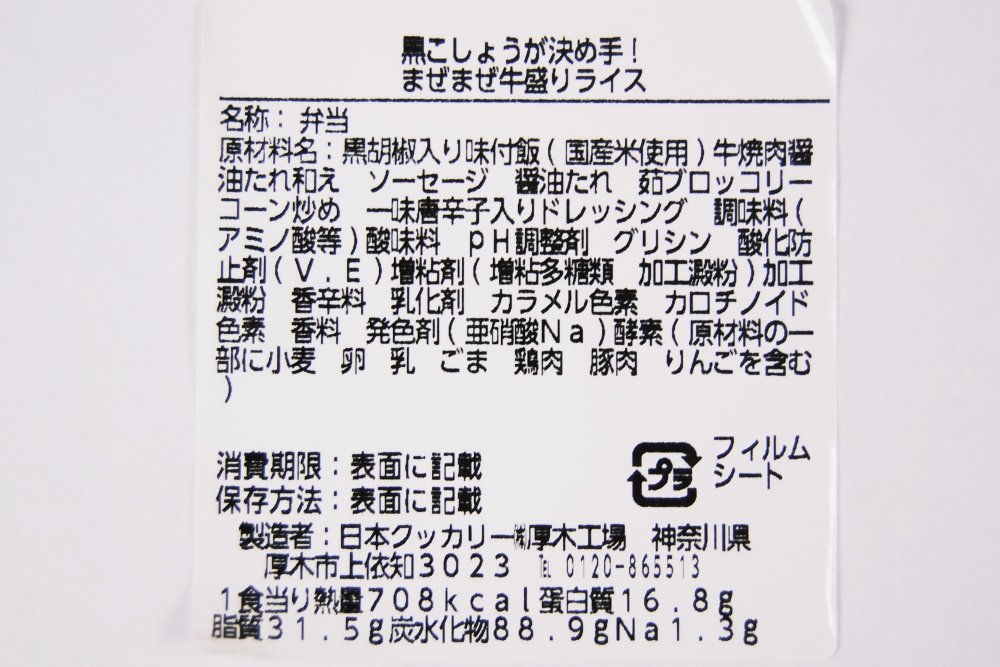 黒こしょうが決め手!
まぜまぜ牛盛りライス
名称:弁当
原材料名:黒胡椒入り味付飯(国産米使用)牛焼肉醤
油たれ和え ソーセージ 醤油たれ 茹ブロッコリー
コーン炒め 一味唐辛子入りドレッシング 調味料(
アミノ酸等)酸味料 pH調整剤 グリシン 酸化防
止剤(V.E)増粘剤(増粘多糖類 加工澱粉)加工
澱粉 香辛料 乳化剤 カラメル色素 カロチノイド
色素 香料 発色剤(亜硝酸Na)酵素(原材料の一
部に小麦 卵 乳 ごま 鶏肉 豚肉 りんごを含む
)
消費期限:表面に記載
保存方法:表面に記載
プラ
フィルム
シート
製造者:日本クッカリー㈱厚木工場 神奈川県
厚木市上依知3023 ℡ 0120-865513
1食当り熱量708kcal蛋白質16.8g
脂質31.5g炭水化物88.9gNa1.3g